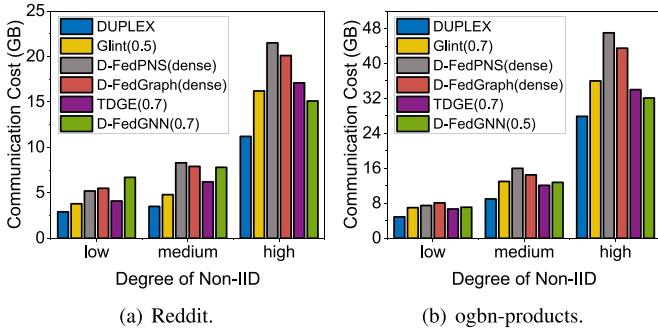 Communication Cost (GB)
25
20
15
10
5
0
DUPLEX
Glint(0.5)
D-FedPNS(dense)
D-FedGraph(dense)
TDGE(0.7)
D-FedGNN(0.7)
low medium high
Degree of Non-IID
(a) Reddit.
Communication Cost (GB)
48
40
32
24
16
8
0
DUPLEX
Glint(0.7)
D-FedPNS(dense)
D-FedGraph(dense)
TDGE(0.7)
D-FedGNN(0.5)
low medium high
Degree of Non-IID
(b) ogbn-products.